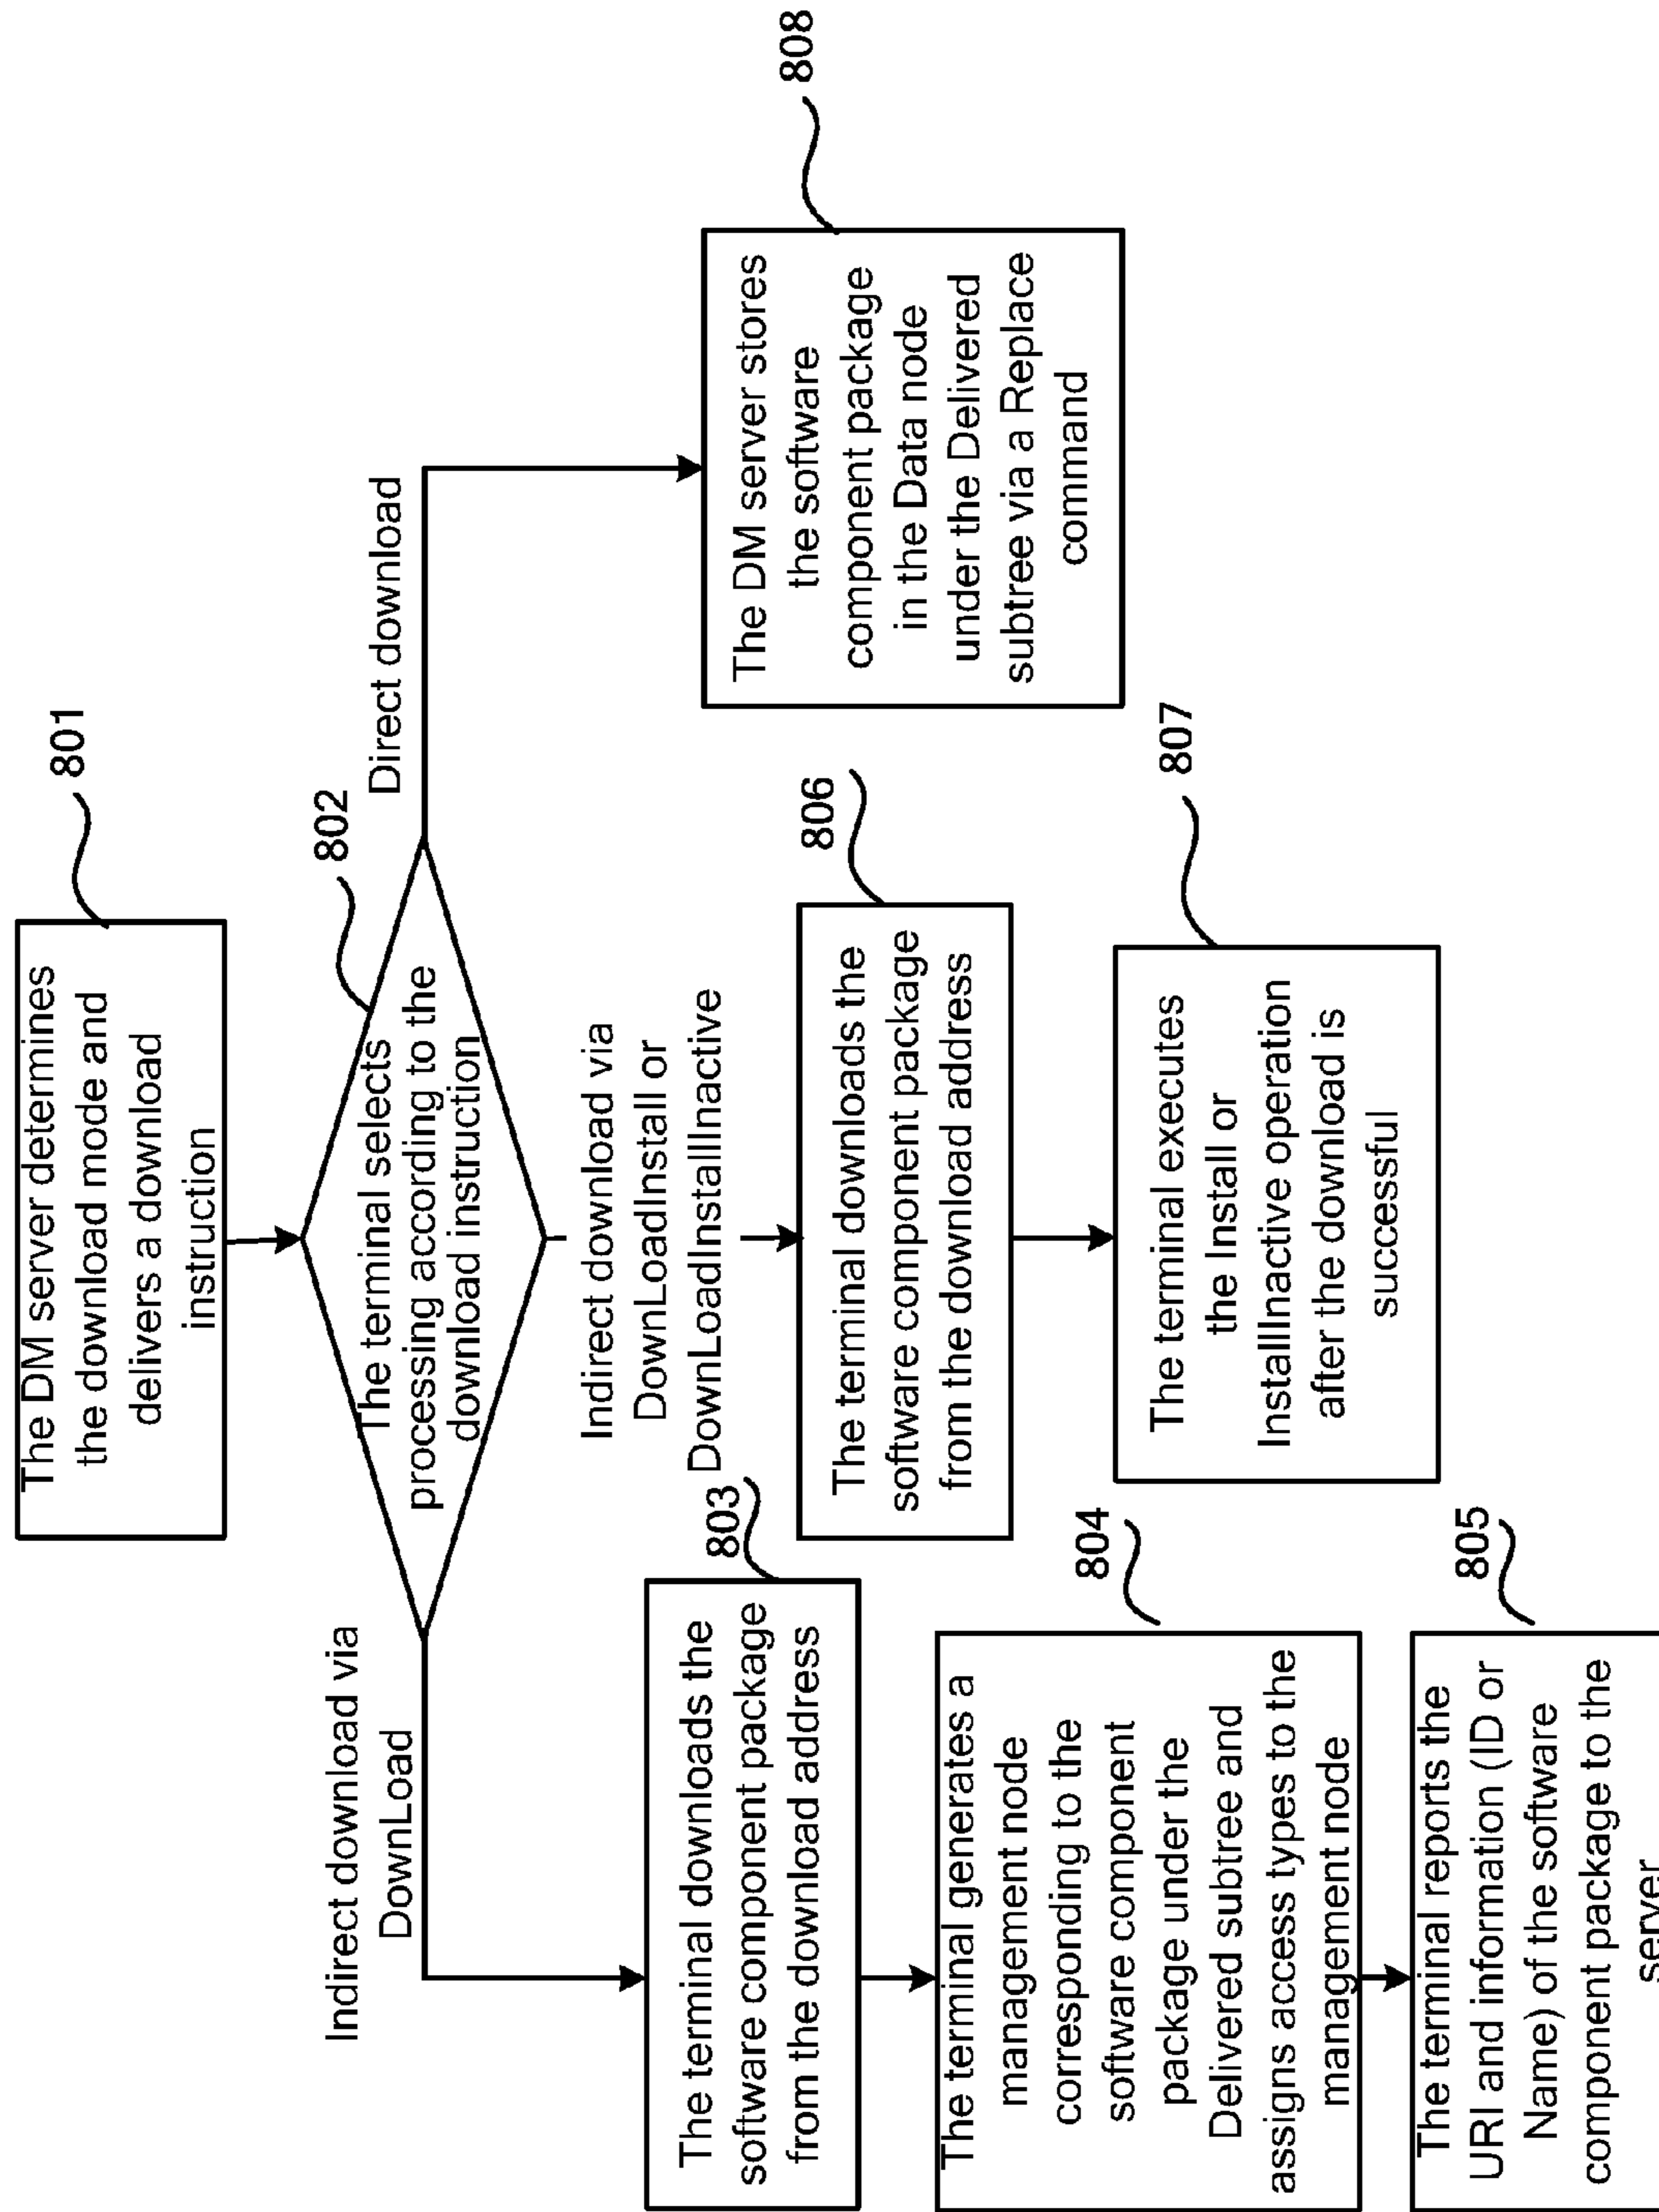 801
The DM server determines
the download mode and
delivers a download
instruction
802
The terminal selects
processing according to the
download instruction
Indirect download via
DownLoad
Indirect download via
DownLoadInstall or
DownLoadInstallInactive
Direct download
803
The terminal downloads the
software component package
from the download address
804
The terminal generates a
management node
corresponding to the
software component
package under the
Delivered subtree and
assigns access types to the
management node
805
The terminal reports the
URI and information (ID or
Name) of the software
component package to the
server
806
The terminal downloads the
software component package
from the download address
807
The terminal executes
the Install or
InstallInactive operation
after the download is
successful
808
The DM server stores
the software
component package
in the Data node
under the Delivered
subtree via a Replace
command